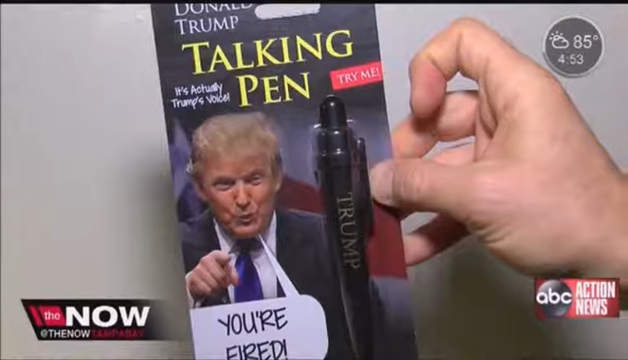 DONALD
TRUMP
TALKING
PEN
TRY ME!
It's Actually
Trump's Voice!
TRUMP
YOU'RE
FIRED!
85°
4:53
the NOW
@THENOWTAMPABAY
abc ACTION
NEWS